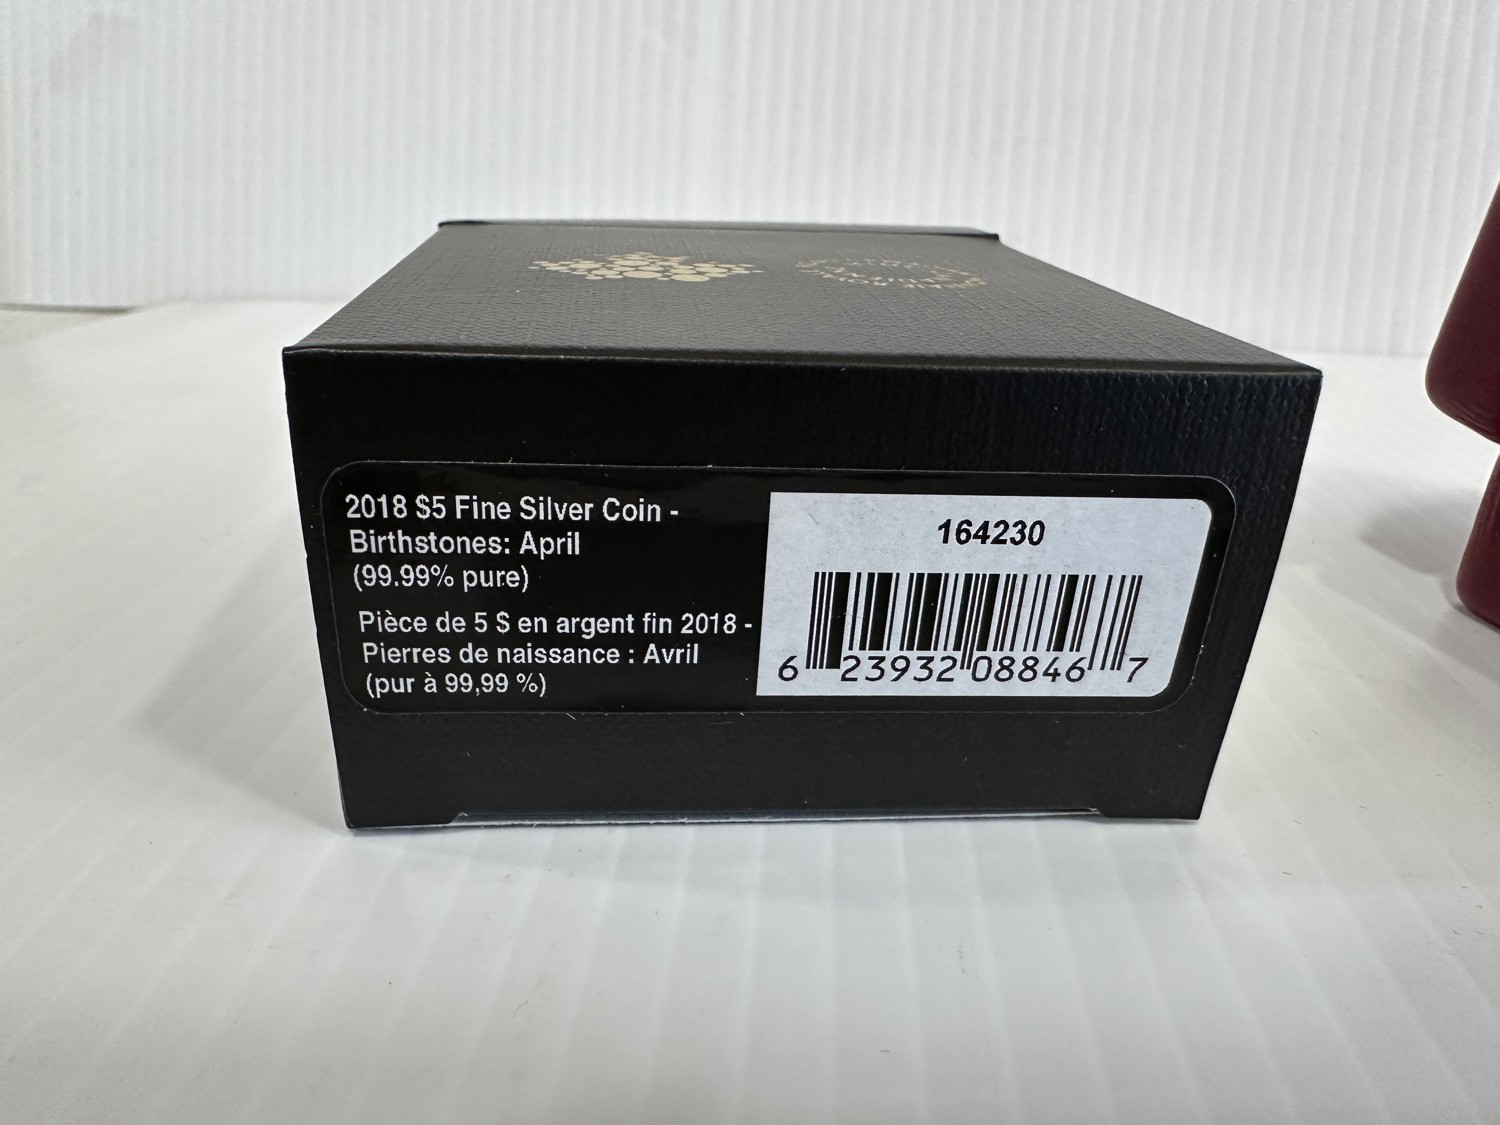 2018 $5 Fine Silver Coin -
Birthstones: April
(99.99% pure)
Pièce de 5 $ en argent fin 2018 -
Pierres de naissance : Avril
(pur à 99,99 %)
164230
6 23932 08846 7